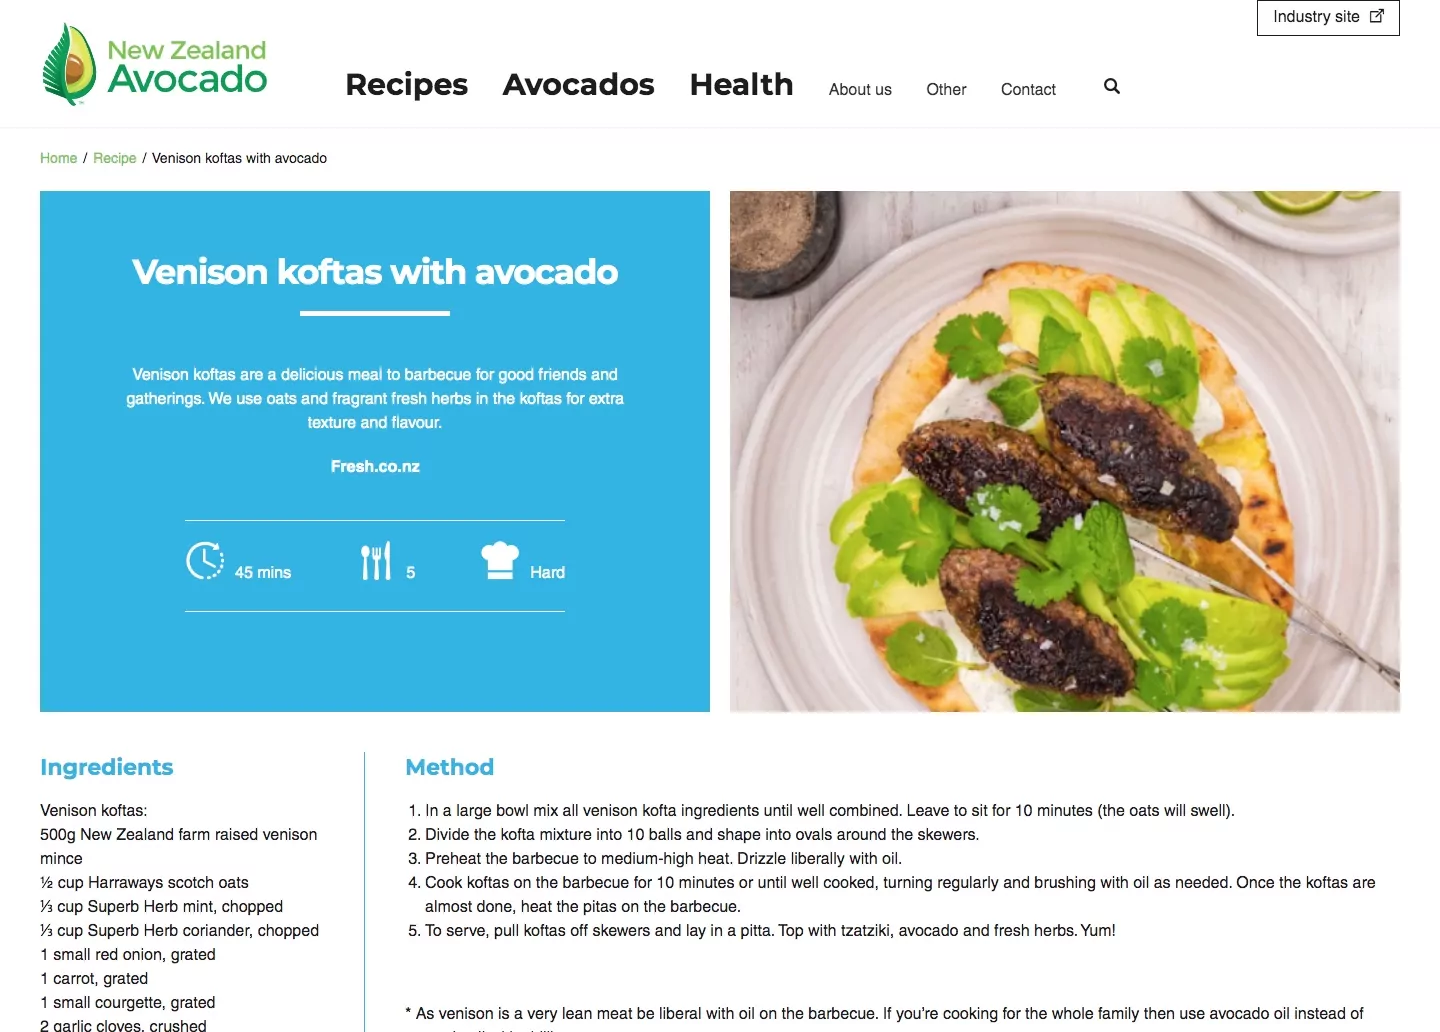 Industry site
New Zealand
Avocado
Recipes Avocados Health About us Other Contact
Home / Recipe / Venison koftas with avocado
Venison koftas with avocado
Venison koftas are a delicious meal to barbecue for good friends and
gatherings. We use oats and fragrant fresh herbs in the koftas for extra
texture and flavour.
Fresh.co.nz
45 mins 5 Hard
Ingredients
Venison koftas:
500g New Zealand farm raised venison
mince
½ cup Harraways scotch oats
⅓ cup Superb Herb mint, chopped
⅓ cup Superb Herb coriander, chopped
1 small red onion, grated
1 carrot, grated
1 small courgette, grated
2 garlic cloves, crushed
Method
1. In a large bowl mix all venison kofta ingredients until well combined. Leave to sit for 10 minutes (the oats will swell).
2. Divide the kofta mixture into 10 balls and shape into ovals around the skewers.
3. Preheat the barbecue to medium-high heat. Drizzle liberally with oil.
4. Cook koftas on the barbecue for 10 minutes or until well cooked, turning regularly and brushing with oil as needed. Once the koftas are
almost done, heat the pitas on the barbecue.
5. To serve, pull koftas off skewers and lay in a pitta. Top with tzatziki, avocado and fresh herbs. Yum!
* As venison is a very lean meat be liberal with oil on the barbecue. If you're cooking for the whole family then use avocado oil instead of